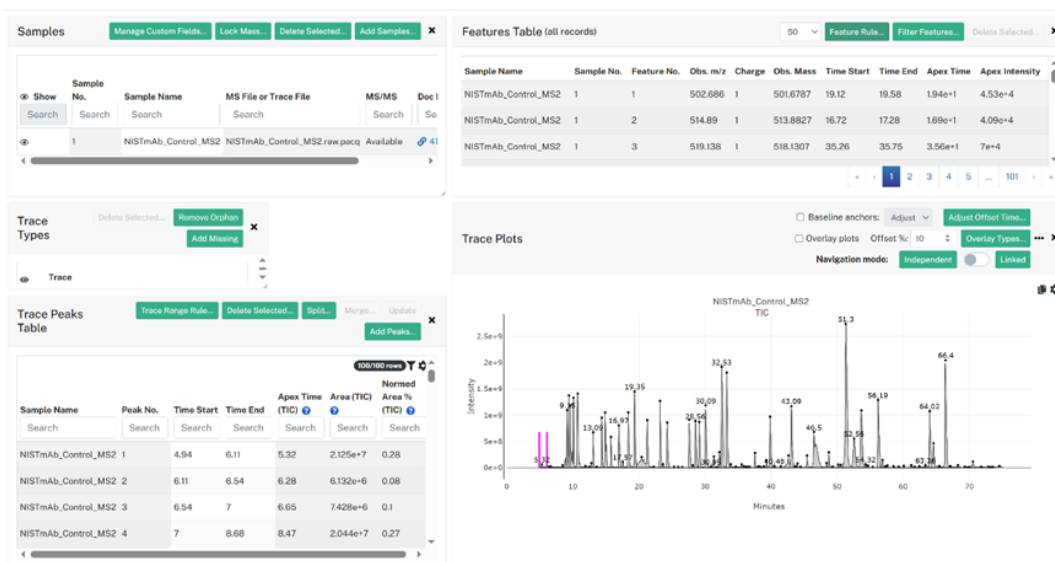 Samples
Manage Custom Fields... Lock Mass... Delete Selected... Add Samples...
Show Sample No. Sample Name MS File or Trace File MS/MS Doc
Search Search Search Search Search Se
1 NISTmAb_Control_MS2 NISTmAb_Control_MS2.raw.pacq Available 41
Trace Types
Delete Selected... Remove Orphan
Add Missing
Trace
Trace Peaks Table
Trace Range Rule... Delete Selected... Split... Merge... Update
Add Peaks...
100/100 rows
Sample Name Peak No. Time Start Time End Apex Time (TIC) Area (TIC) Normed Area % (TIC)
Search Search Search Search Search Search Search
NISTmAb_Control_MS2 1 4.94 6.11 5.32 2.125e+7 0.28
NISTmAb_Control_MS2 2 6.11 6.54 6.28 6.132e+6 0.08
NISTmAb_Control_MS2 3 6.54 7 6.65 7.428e+6 0.1
NISTmAb_Control_MS2 4 7 8.68 8.47 2.044e+7 0.27
Features Table (all records)
50 Feature Rule... Filter Features... Delete Selected...
Sample Name Sample No. Feature No. Obs. m/z Charge Obs. Mass Time Start Time End Apex Time Apex Intensity
NISTmAb_Control_MS2 1 1 502.686 1 501.6787 19.12 19.58 1.94e+1 4.53e+4
NISTmAb_Control_MS2 1 2 514.89 1 513.8827 16.72 17.28 1.69e+1 4.09e+4
NISTmAb_Control_MS2 1 3 519.138 1 518.1307 35.26 35.75 3.56e+1 7e+4
« ‹ 1 2 3 4 5 ... 101 › »
Trace Plots
Baseline anchors: Adjust Adjust Offset Time...
Overlay plots Offset %: 10 Overlay Types...
Navigation mode: Independent Linked
NISTmAb_Control_MS2
TIC
Intensity
2.5e+9
2e+9
1.5e+9
1e+9
5e+8
0e+0
5.32 13.09 16.97 17.57 19.35 28.56 30.09 32.53 43.09 46.5 51.3 56.19 64.02 66.4
0 10 20 30 40 50 60 70
Minutes